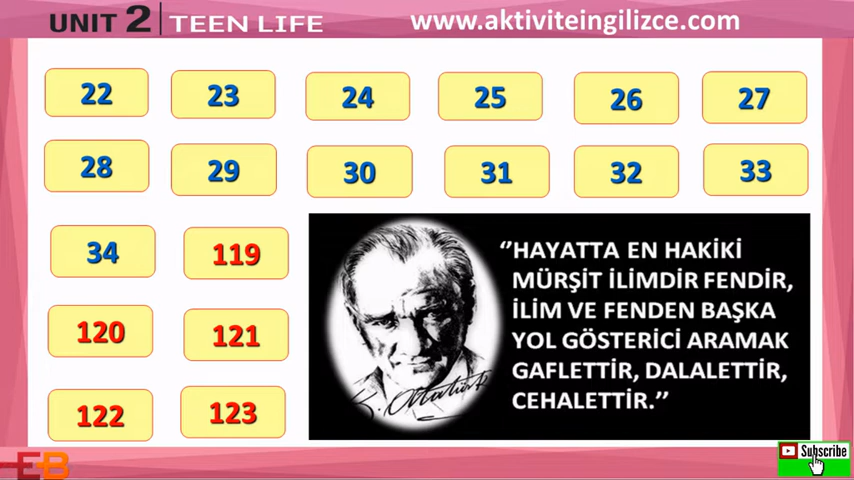 UNIT 2 TEEN LIFE
www.aktiviteingilizce.com
22 23 24 25 26 27
28 29 30 31 32 33
34 119
120 121
122 123
‘’HAYATTA EN HAKİKİ
MÜRŞİT İLİMDİR FENDİR,
İLİM VE FENDEN BAŞKA
YOL GÖSTERİCİ ARAMAK
GAFLETTİR, DALALETTİR,
CEHALETTİR.’’
K. Atatürk
EB
Subscribe